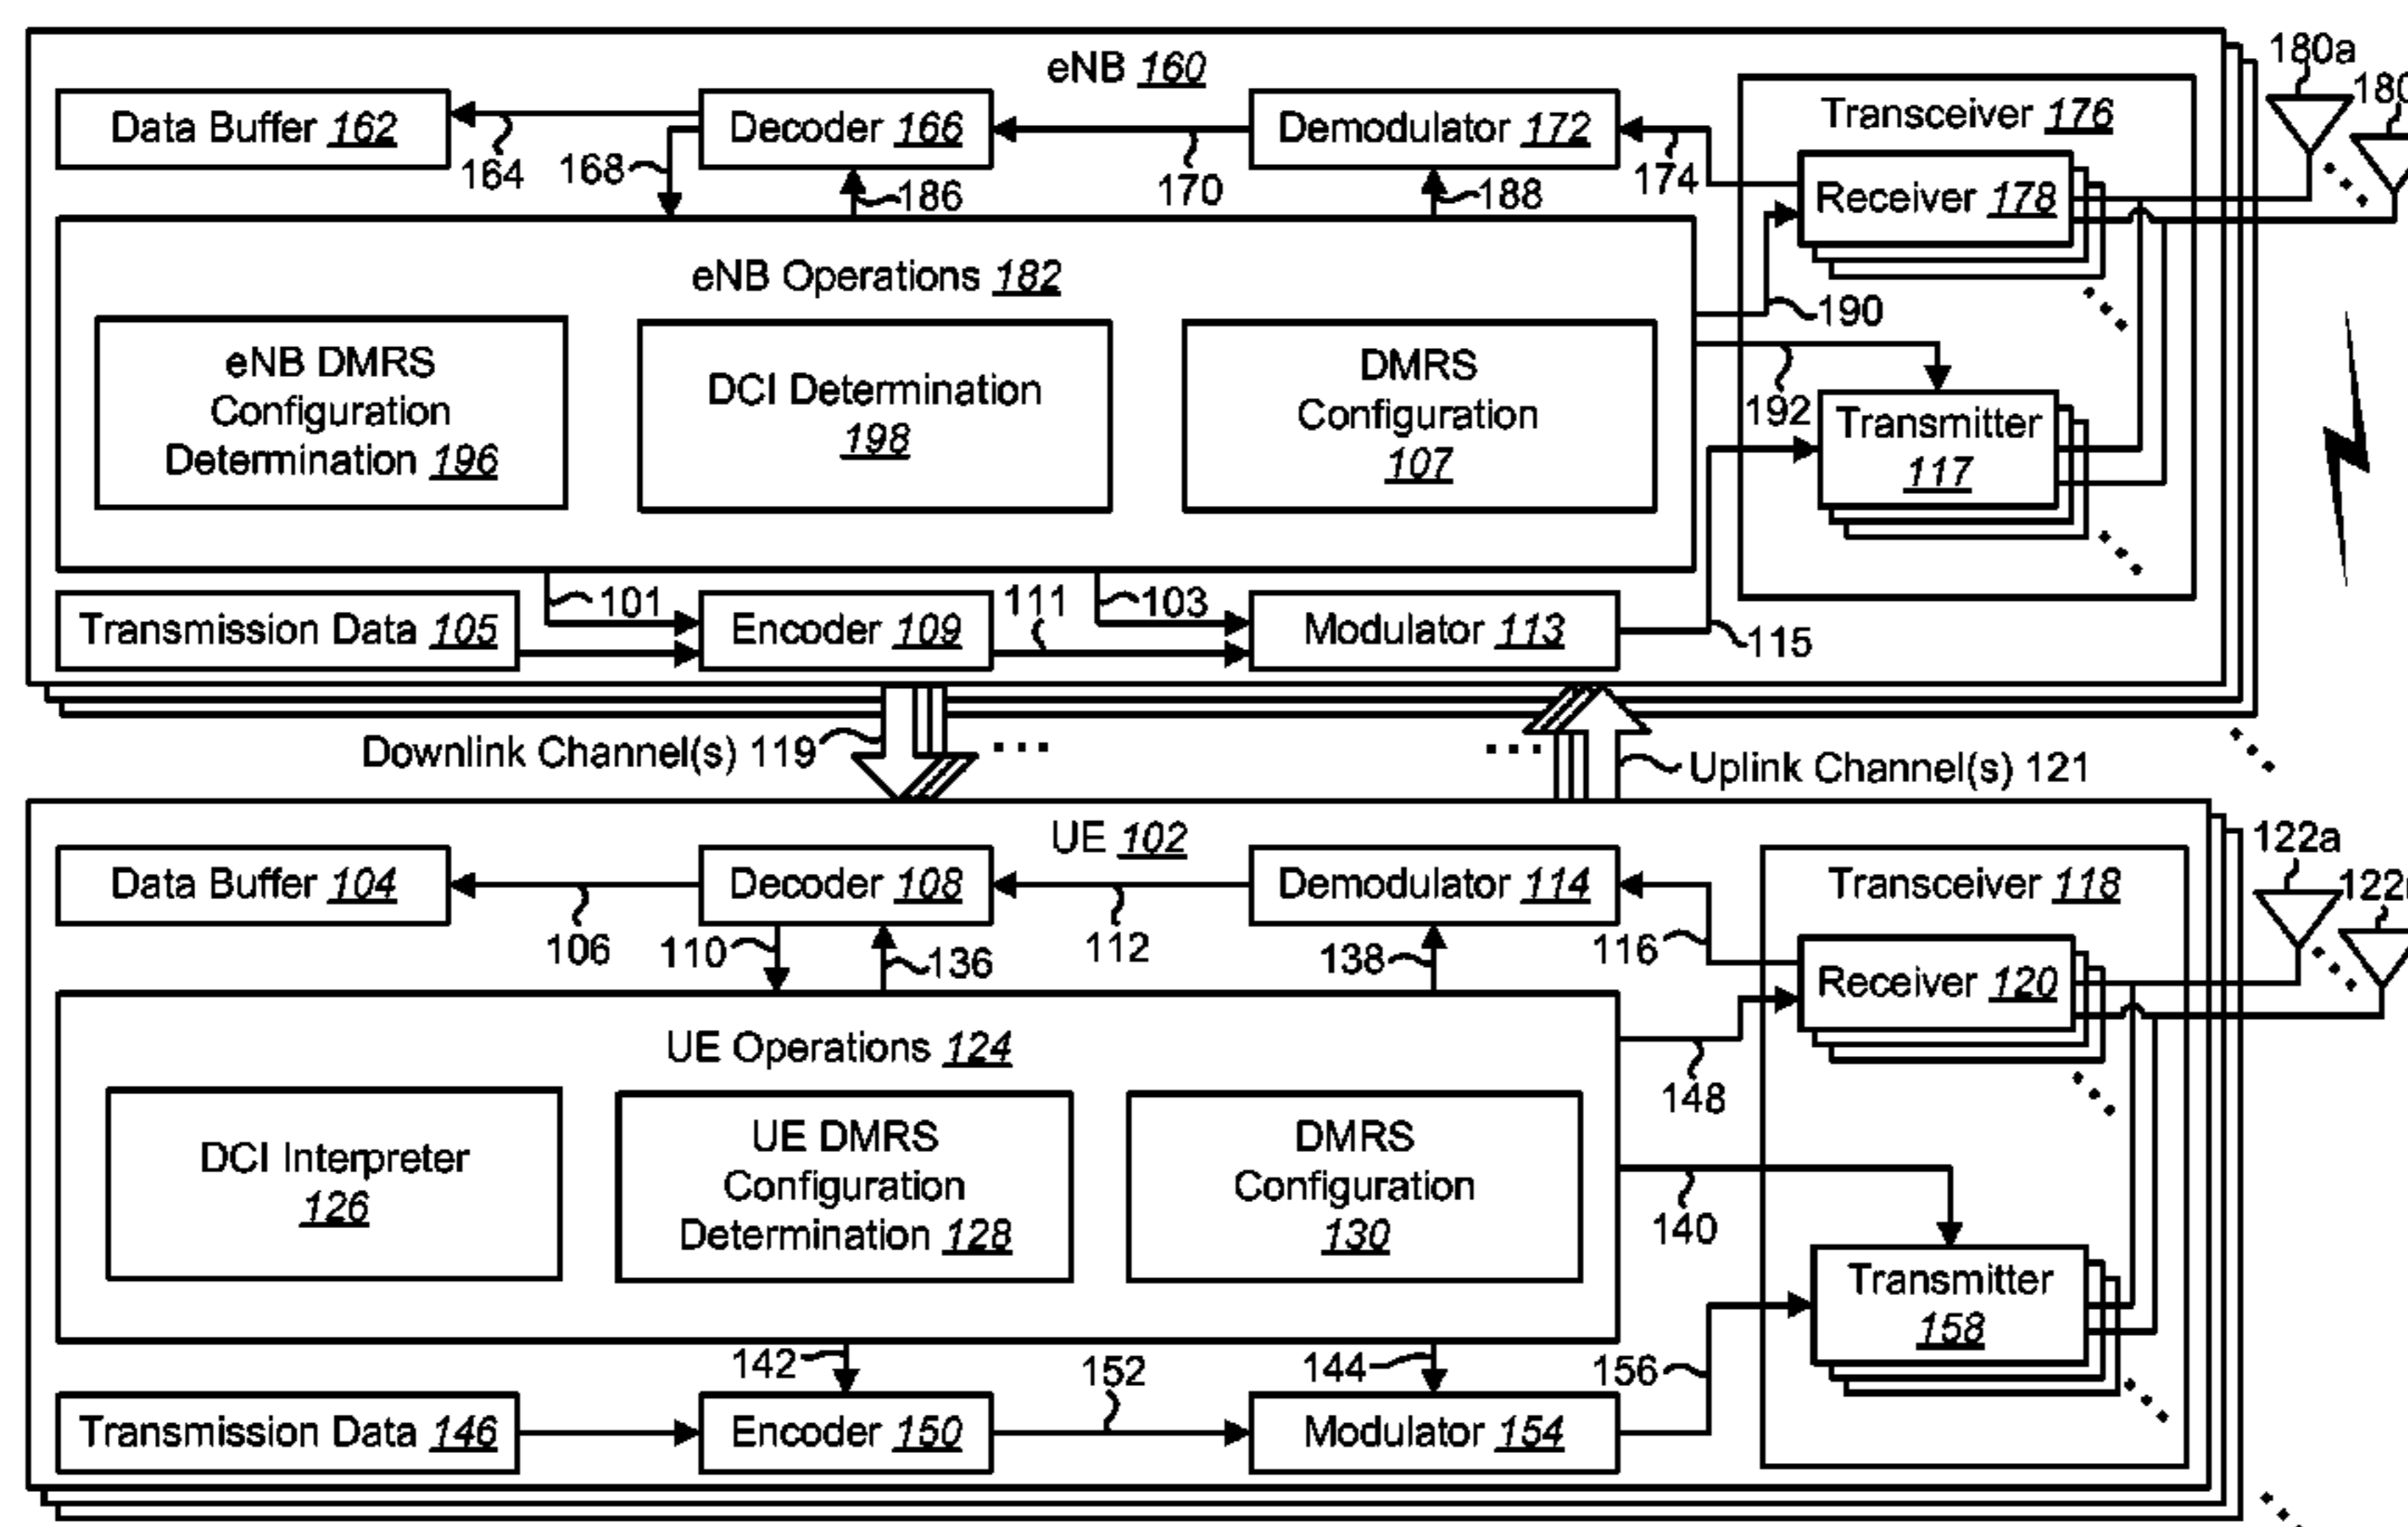 eNB 160
180a
180
Data Buffer 162
Decoder 166
Demodulator 172
Transceiver 176
164
168
186
170
188
174
Receiver 178
eNB Operations 182
190
eNB DMRS
Configuration
Determination 196
DCI Determination
198
DMRS
Configuration
107
192
Transmitter
117
101
111
103
115
Transmission Data 105
Encoder 109
Modulator 113
Downlink Channel(s) 119
...
...
Uplink Channel(s) 121
UE 102
122a
122
Data Buffer 104
Decoder 108
Demodulator 114
Transceiver 118
106
110
136
112
138
116
Receiver 120
UE Operations 124
148
DCI Interpreter
126
UE DMRS
Configuration
Determination 128
DMRS
Configuration
130
140
Transmitter
158
142
152
144
156
Transmission Data 146
Encoder 150
Modulator 154